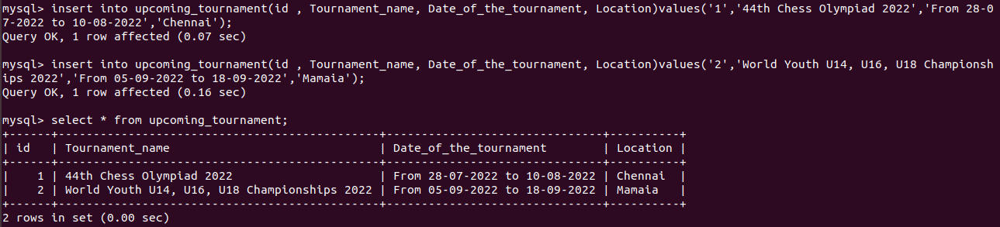 mysql> insert into upcoming_tournament(id , Tournament_name, Date_of_the_tournament, Location)values('1','44th Chess Olympiad 2022','From 28-0
7-2022 to 10-08-2022','Chennai');
Query OK, 1 row affected (0.07 sec)
mysql> insert into upcoming_tournament(id , Tournament_name, Date_of_the_tournament, Location)values('2','World Youth U14, U16, U18 Championsh
ips 2022','From 05-09-2022 to 18-09-2022','Mamaia');
Query OK, 1 row affected (0.16 sec)
mysql> select * from upcoming_tournament;
+------+---------------------------------------------+-------------------------------+----------+
| id   | Tournament_name                             | Date_of_the_tournament        | Location |
+------+---------------------------------------------+-------------------------------+----------+
|    1 | 44th Chess Olympiad 2022                    | From 28-07-2022 to 10-08-2022 | Chennai  |
|    2 | World Youth U14, U16, U18 Championships 2022 | From 05-09-2022 to 18-09-2022 | Mamaia   |
+------+---------------------------------------------+-------------------------------+----------+
2 rows in set (0.00 sec)